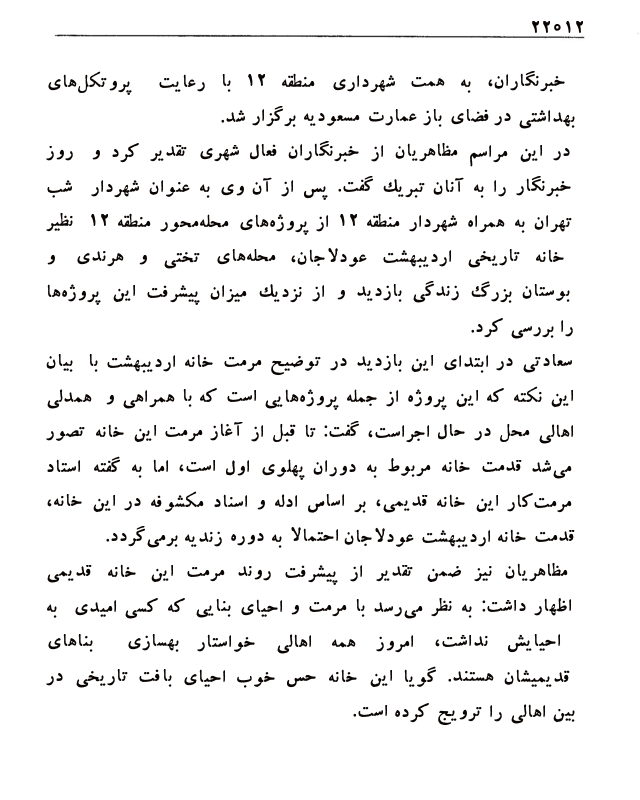 ۲۲۰۱۲
خبرنگاران، به همت شهرداری منطقه ۱۲ با رعایت پروتکل‌های
بهداشتی در فضای باز عمارت مسعودیه برگزار شد.
در این مراسم مظاهریان از خبرنگاران فعال شهری تقدیر کرد و روز
خبرنگار را به آنان تبریك گفت. پس از آن وی به عنوان شهردار شب
تهران به همراه شهردار منطقه ۱۲ از پروژه‌های محله‌محور منطقه ۱۲ نظیر
خانه تاریخی اردیبهشت عودلاجان، محله‌های تختی و هرندی و
بوستان بزرگ زندگی بازدید و از نزدیك میزان پیشرفت این پروژه‌ها
را بررسی کرد.
سعادتی در ابتدای این بازدید در توضیح مرمت خانه اردیبهشت با بیان
این نکته که این پروژه از جمله پروژه‌هایی است که با همراهی و همدلی
اهالی محل در حال اجراست، گفت: تا قبل از آغاز مرمت این خانه تصور
می‌شد قدمت خانه مربوط به دوران پهلوی اول است، اما به گفته استاد
مرمت‌کار این خانه قدیمی، بر اساس ادله و اسناد مکشوفه در این خانه،
قدمت خانه اردیبهشت عودلاجان احتمالا به دوره زندیه برمی‌گردد.
مظاهریان نیز ضمن تقدیر از پیشرفت روند مرمت این خانه قدیمی
اظهار داشت: به نظر می‌رسد با مرمت و احیای بنایی که کسی امیدی به
احیایش نداشت، امروز همه اهالی خواستار بهسازی بناهای
قدیمیشان هستند. گویا این خانه حس خوب احیای بافت تاریخی در
بین اهالی را ترویج کرده است.